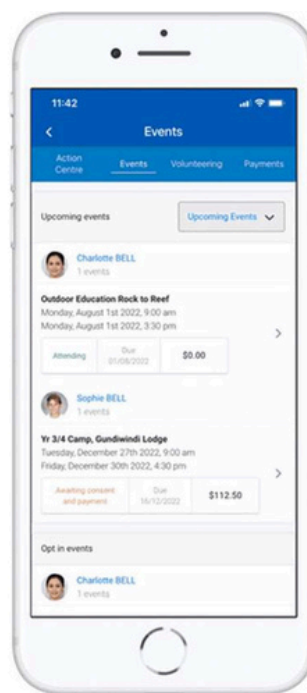 11:42
Events
Action
Centre
Events
Volunteering
Payments
Upcoming events
Upcoming Events
Charlotte BELL
1 events
Outdoor Education Rock to Reef
Monday, August 1st 2022, 9:00 am
Monday, August 1st 2022, 3:30 pm
Attending
Due
01/08/2022
$0.00
Sophie BELL
1 events
Yr 3/4 Camp, Gundiwindi Lodge
Tuesday, December 27th 2022, 9:00 am
Friday, December 30th 2022, 4:30 pm
Awaiting consent
and payment
Due
16/12/2022
$112.50
Opt in events
Charlotte BELL
1 events